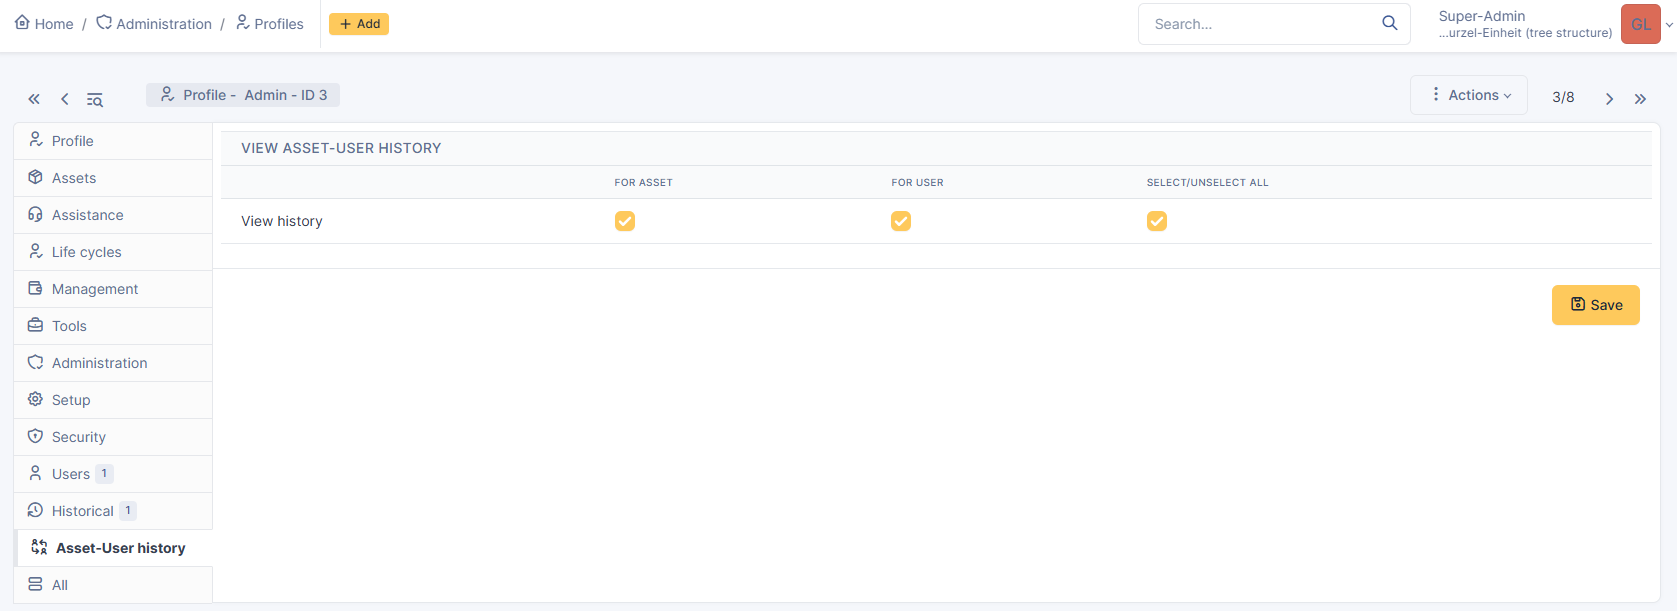 Home / Administration / Profiles
Add
Search...
Super-Admin
...urzel-Einheit (tree structure)
GL
Profile - Admin - ID 3
Actions
3/8
Profile
Assets
Assistance
Life cycles
Management
Tools
Administration
Setup
Security
Users 1
Historical 1
Asset-User history
All
VIEW ASSET-USER HISTORY
FOR ASSET FOR USER SELECT/UNSELECT ALL
View history
Save